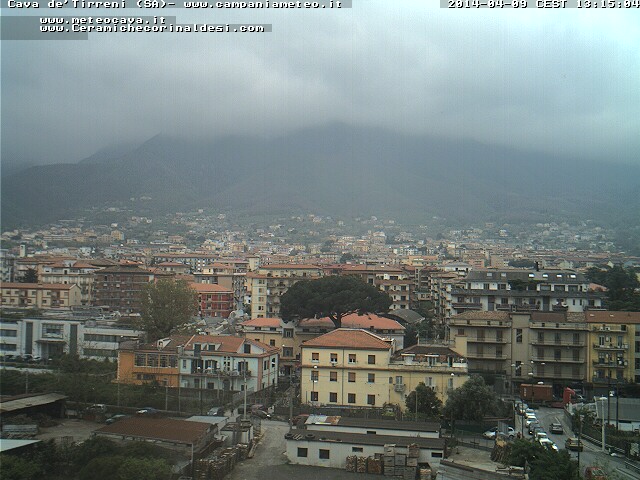 Cava de'Tirreni (SA)- www.campaniameteo.it
2014-04-09 CEST 13:15:04
www.meteocava.it
www.Ceramichecorinaldesi.com